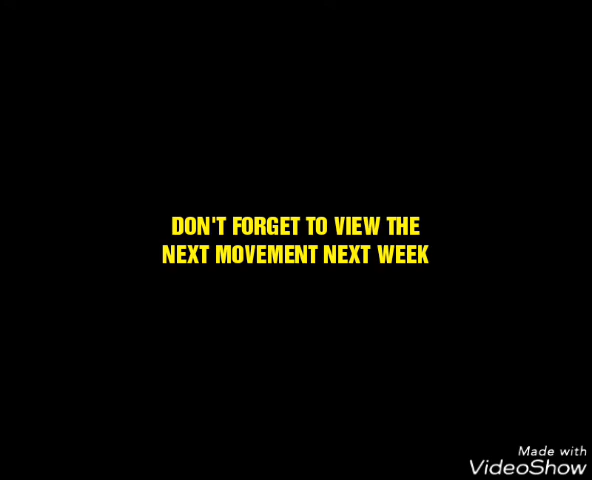 DON'T FORGET TO VIEW THE
NEXT MOVEMENT NEXT WEEK
Made with
VideoShow